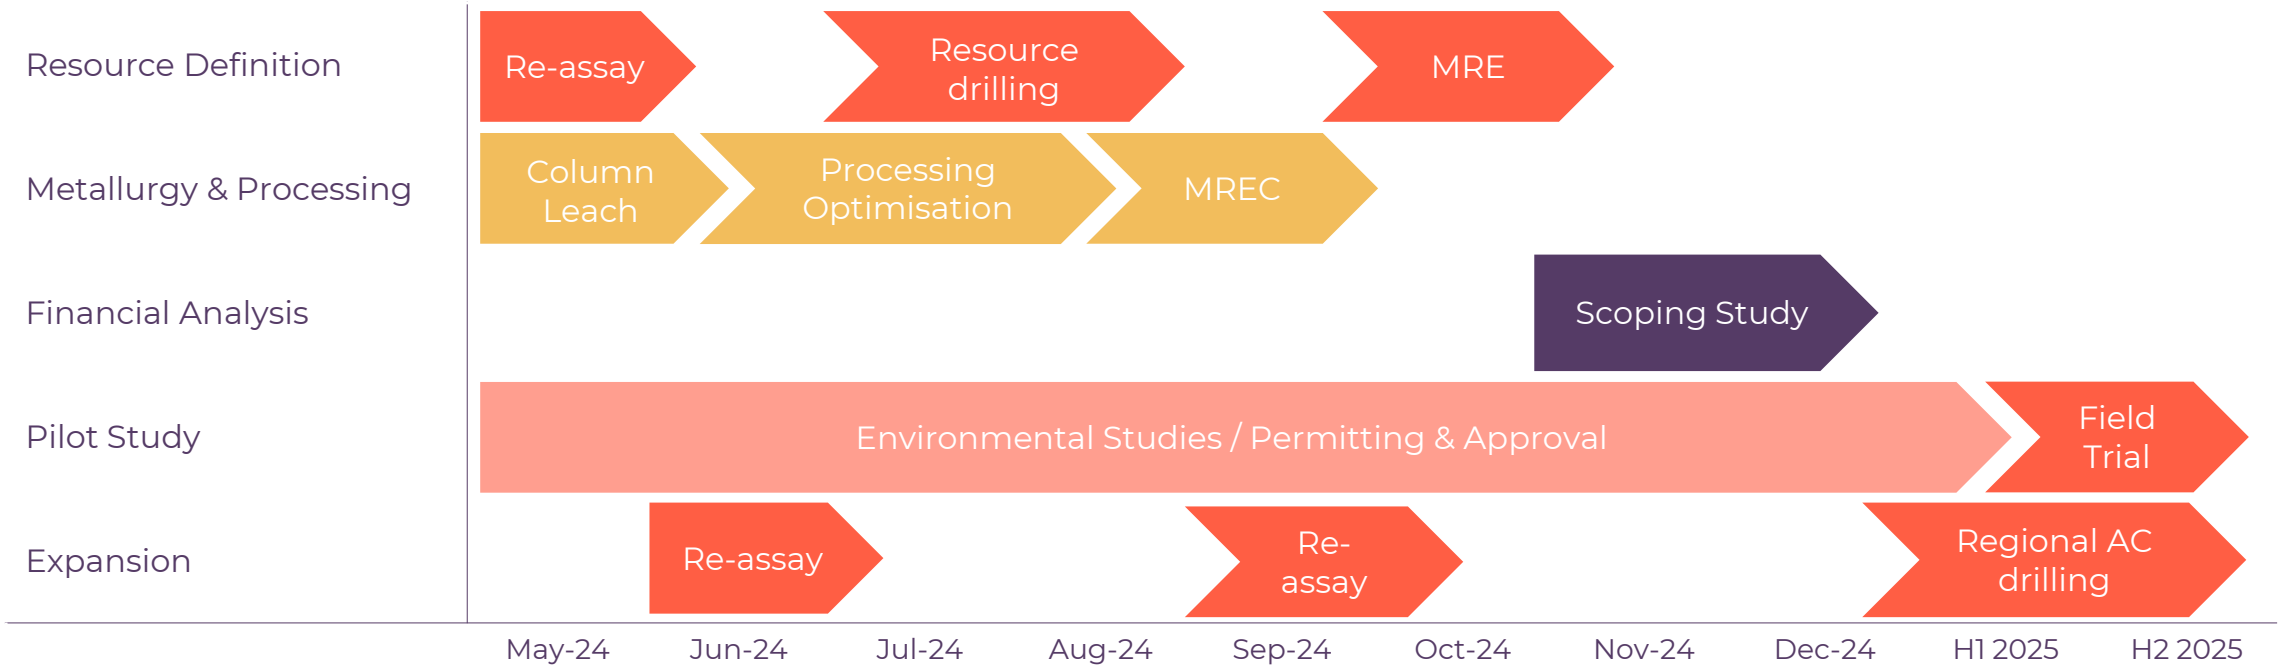 Resource Definition
Re-assay
Resource
drilling
MRE
Metallurgy & Processing
Column
Leach
Processing
Optimisation
MREC
Financial Analysis
Scoping Study
Pilot Study
Environmental Studies / Permitting & Approval
Field
Trial
Expansion
Re-assay
Re-
assay
Regional AC
drilling
May-24 Jun-24 Jul-24 Aug-24 Sep-24 Oct-24 Nov-24 Dec-24 H1 2025 H2 2025